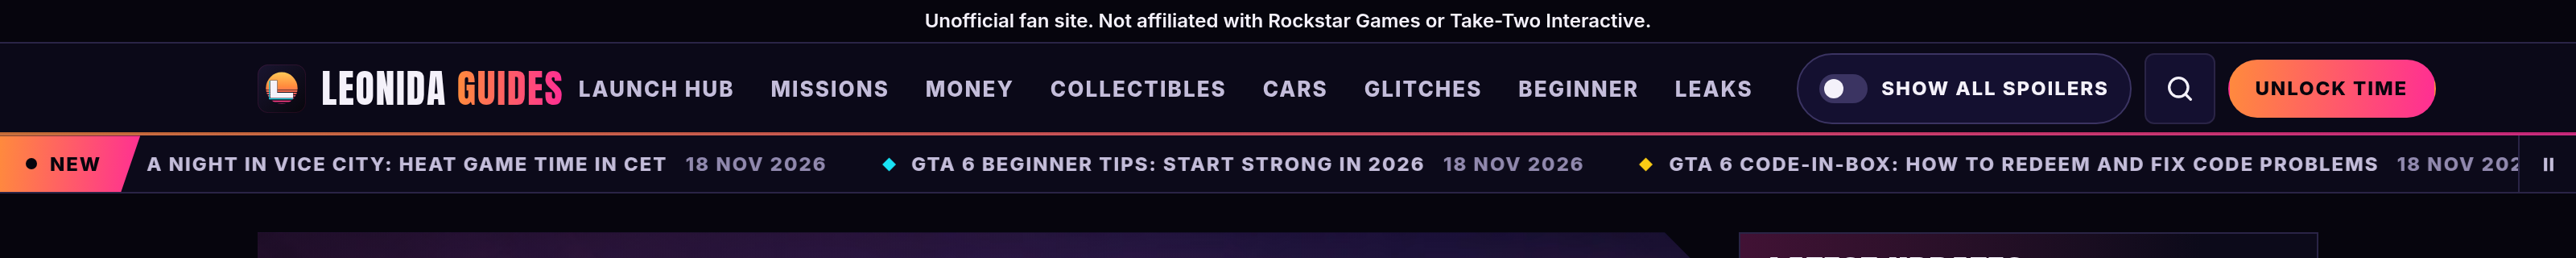 Unofficial fan site. Not affiliated with Rockstar Games or Take-Two Interactive.
LEONIDA GUIDES LAUNCH HUB MISSIONS MONEY COLLECTIBLES CARS GLITCHES BEGINNER LEAKS SHOW ALL SPOILERS UNLOCK TIME
NEW A NIGHT IN VICE CITY: HEAT GAME TIME IN CET 18 NOV 2026 GTA 6 BEGINNER TIPS: START STRONG IN 2026 18 NOV 2026 GTA 6 CODE-IN-BOX: HOW TO REDEEM AND FIX CODE PROBLEMS 18 NOV 202